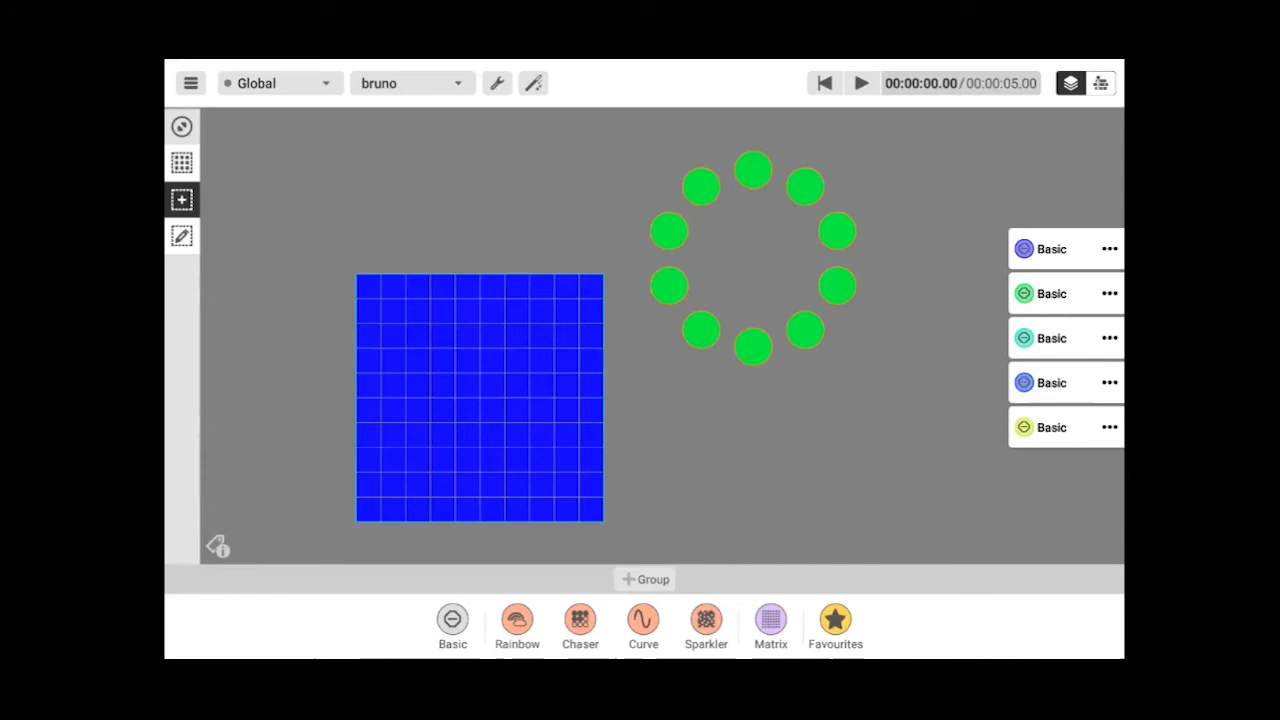 Global
bruno
00:00:00.00/00:00:05.00
Basic
Basic
Basic
Basic
Basic
+Group
Basic
Rainbow
Chaser
Curve
Sparkler
Matrix
Favourites